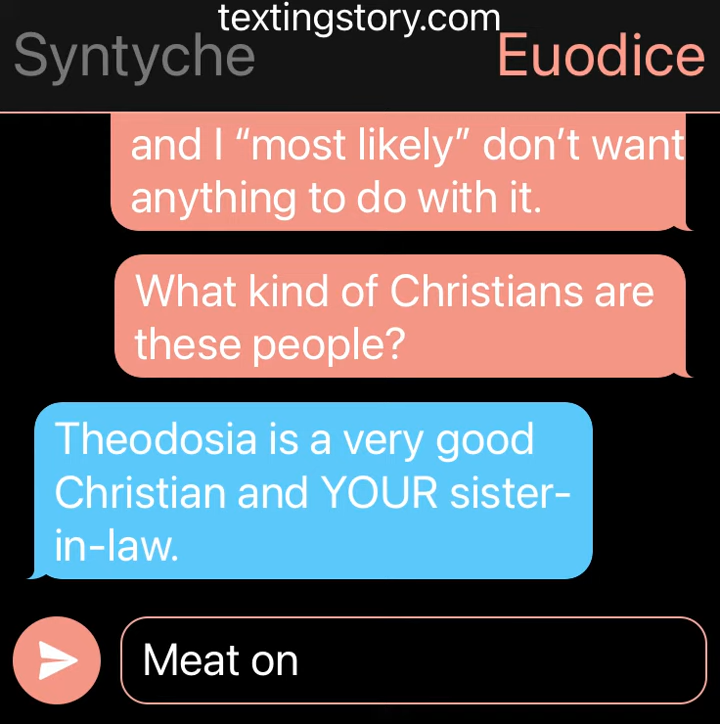 textingstory.com
Syntyche Euodice
and I “most likely” don’t want
anything to do with it.
What kind of Christians are
these people?
Theodosia is a very good
Christian and YOUR sister-
in-law.
Meat on